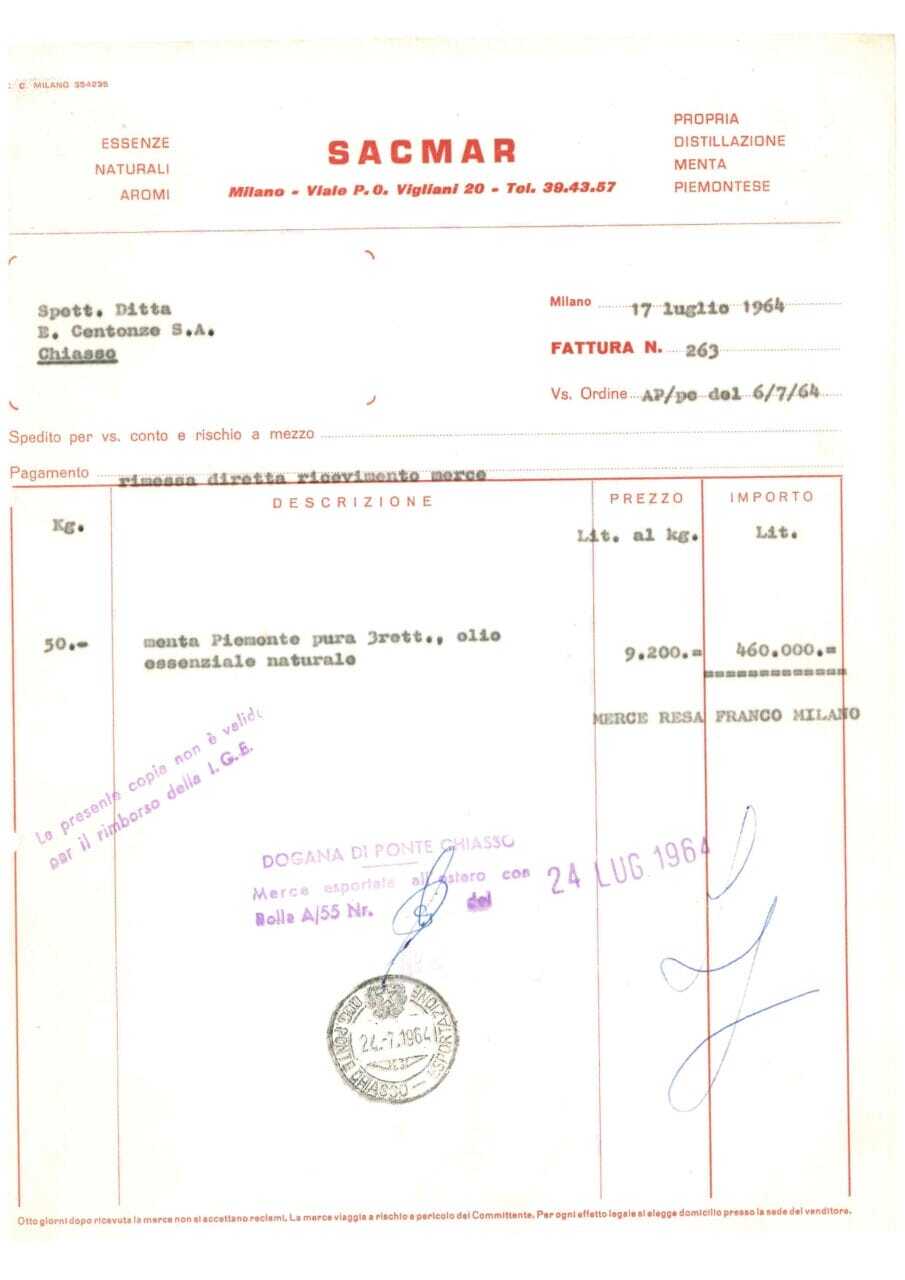 C. MILANO 354235
ESSENZE
NATURALI
AROMI
SACMAR
Milano - Viale P.O. Vigliani 20 - Tel. 39.43.57
PROPRIA
DISTILLAZIONE
MENTA
PIEMONTESE
Spett. Ditta
E. Centonze S.A.
Chiasso
Milano 17 luglio 1964
FATTURA N. 263
Vs. Ordine AP/pc del 6/7/64
Spedito per vs. conto e rischio a mezzo
Pagamento rimessa diretta ricevimento merce
DESCRIZIONE PREZZO IMPORTO
Kg. Lit. al kg. Lit.
50.- menta Piemonte pura 3rett., olio
essenziale naturale 9.200.= 460.000.=
MERCE RESA FRANCO MILANO
La presente copia non è valida
per il rimborso della I.G.E.
DOGANA DI PONTE CHIASSO
Merce esportata all'estero con
Bolla A/55 Nr. del 24 LUG 1964
PONTE CHIASSO - ESPORTAZIONE
24.-7.1964
Otto giorni dopo ricevuta la merce non si accettano reclami. La merce viaggia a rischio e pericolo del Committente. Per ogni effetto legale si elegge domicilio presso la sede del venditore.